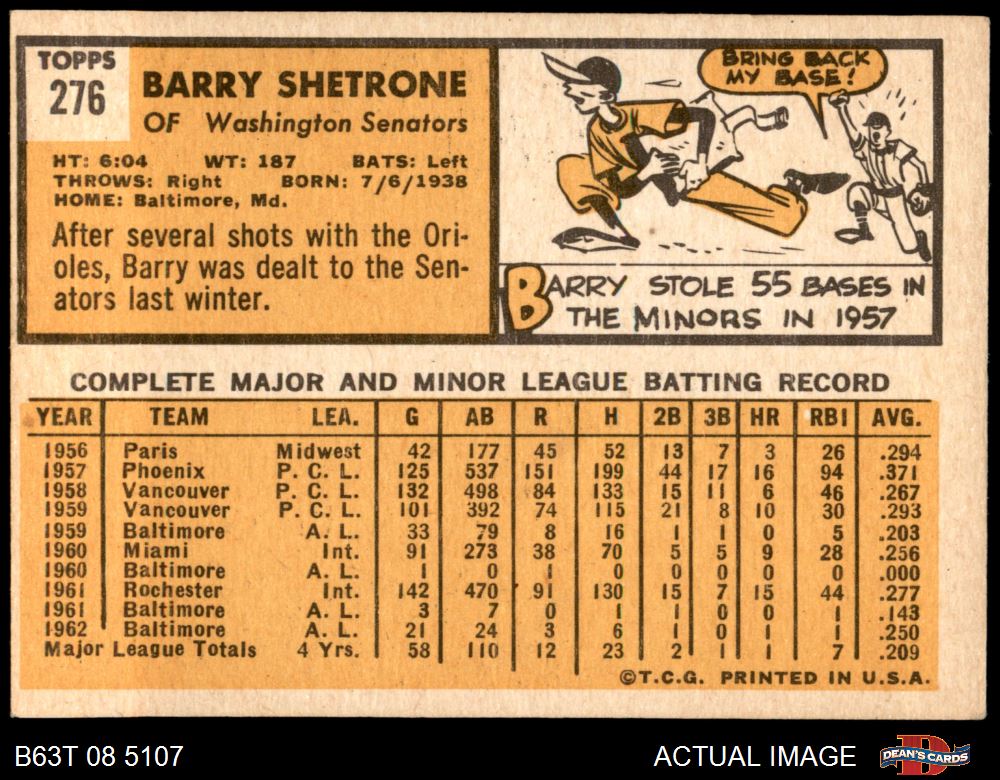 TOPPS
276
BARRY SHETRONE
OF Washington Senators
HT: 6:04 WT: 187 BATS: Left
THROWS: Right BORN: 7/6/1938
HOME: Baltimore, Md.
After several shots with the Ori-
oles, Barry was dealt to the Sen-
ators last winter.
BRING BACK
MY BASE!
BARRY STOLE 55 BASES IN
THE MINORS IN 1957
COMPLETE MAJOR AND MINOR LEAGUE BATTING RECORD
YEAR TEAM LEA. G AB R H 2B 3B HR RBI AVG.
1956 Paris Midwest 42 177 45 52 13 7 3 26 .294
1957 Phoenix P. C. L. 125 537 151 199 44 17 16 94 .371
1958 Vancouver P. C. L. 132 498 84 133 15 11 6 46 .267
1959 Vancouver P. C. L. 101 392 74 115 21 8 10 30 .293
1959 Baltimore A. L. 33 79 8 16 1 1 0 5 .203
1960 Miami Int. 91 273 38 70 5 5 9 28 .256
1960 Baltimore A. L. 1 0 1 0 0 0 0 0 .000
1961 Rochester Int. 142 470 91 130 15 7 15 44 .277
1961 Baltimore A. L. 3 7 0 1 1 0 0 1 .143
1962 Baltimore A. L. 21 24 3 6 1 0 1 1 .250
Major League Totals 4 Yrs. 58 110 12 23 2 1 1 7 .209
©T.C.G. PRINTED IN U.S.A.
B63T 08 5107 ACTUAL IMAGE
DEAN'S CARDS